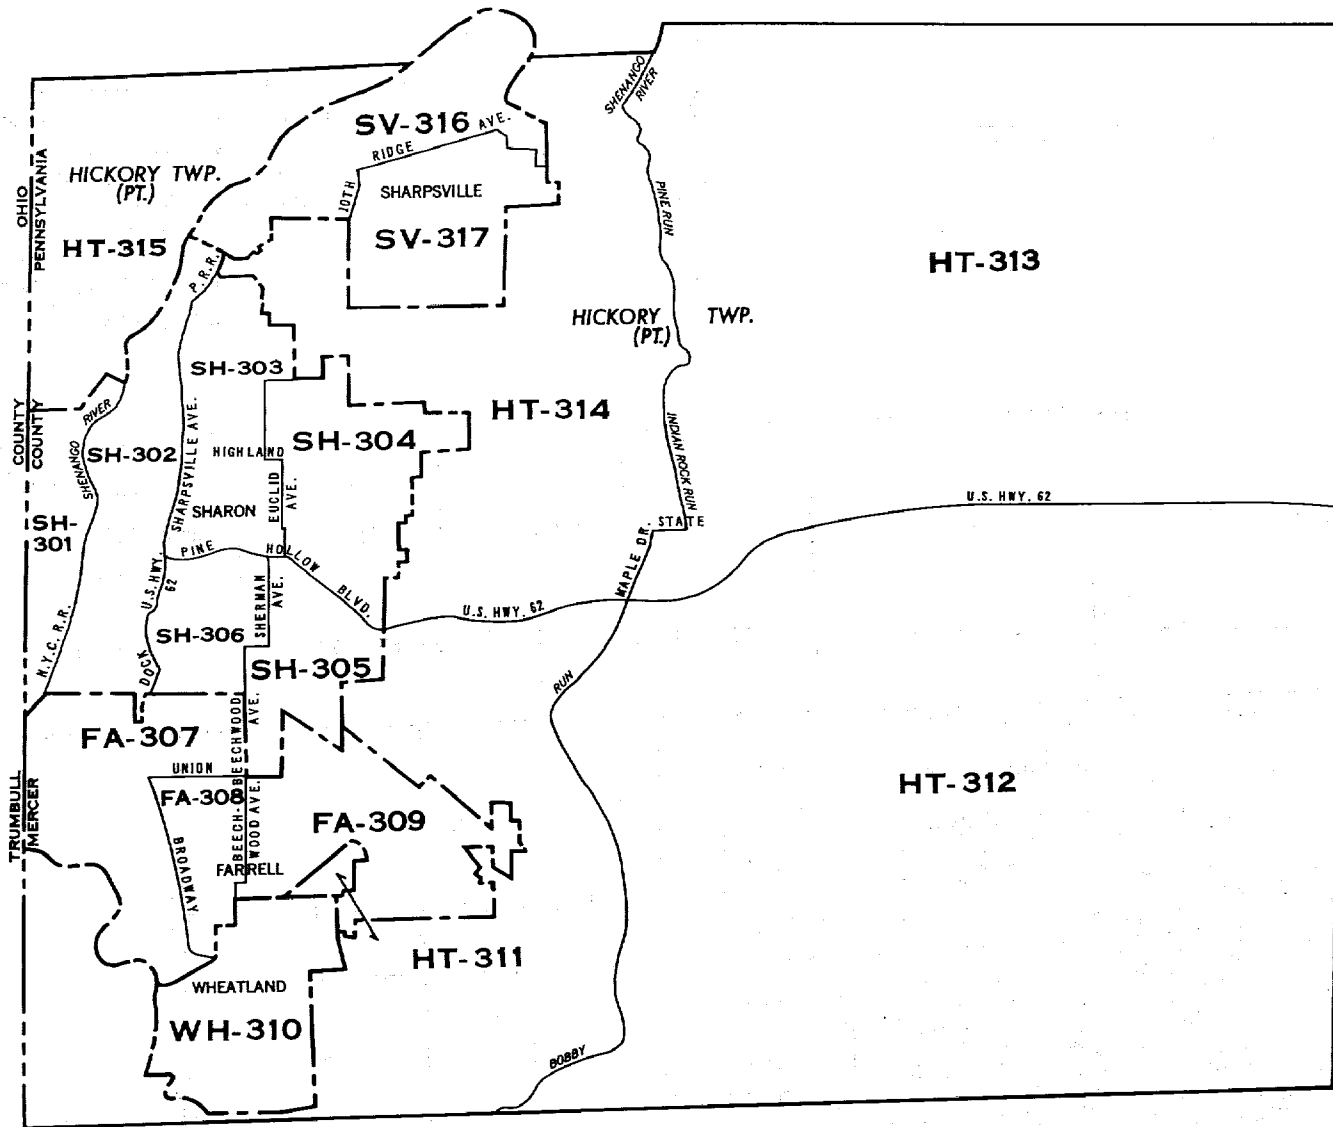 SHENANGO
RIVER
SV-316
10TH
RIDGE
AVE.
OHIO
PENNSYLVANIA
HICKORY TWP.
(PT.)
SHARPSVILLE
PINE RUN
HT-315
SV-317
HT-313
P.R.R.
HICKORY TWP.
(PT.)
SH-303
HT-314
COUNTY
COUNTY
SHENANGO
RIVER
SH-302
SHARPSVILLE AVE.
HIGHLAND
SH-304
EUCLID
AVE.
INDIAN ROCK RUN
U.S. HWY. 62
SH-
301
SHARON
STATE
MAPLE DR.
PINE
HOLLOW
BLVD.
U.S. HWY.
62
SHERMAN
AVE.
U.S. HWY. 62
N.Y.C.R.R.
SH-306
DOCK
SH-305
RUN
FA-307
BEECHWOOD
AVE.
UNION
FA-308
BEECH-
WOOD AVE.
HT-312
TRUMBULL
MERCER
FA-309
BROADWAY
FARRELL
HT-311
WHEATLAND
WH-310
BOBBY